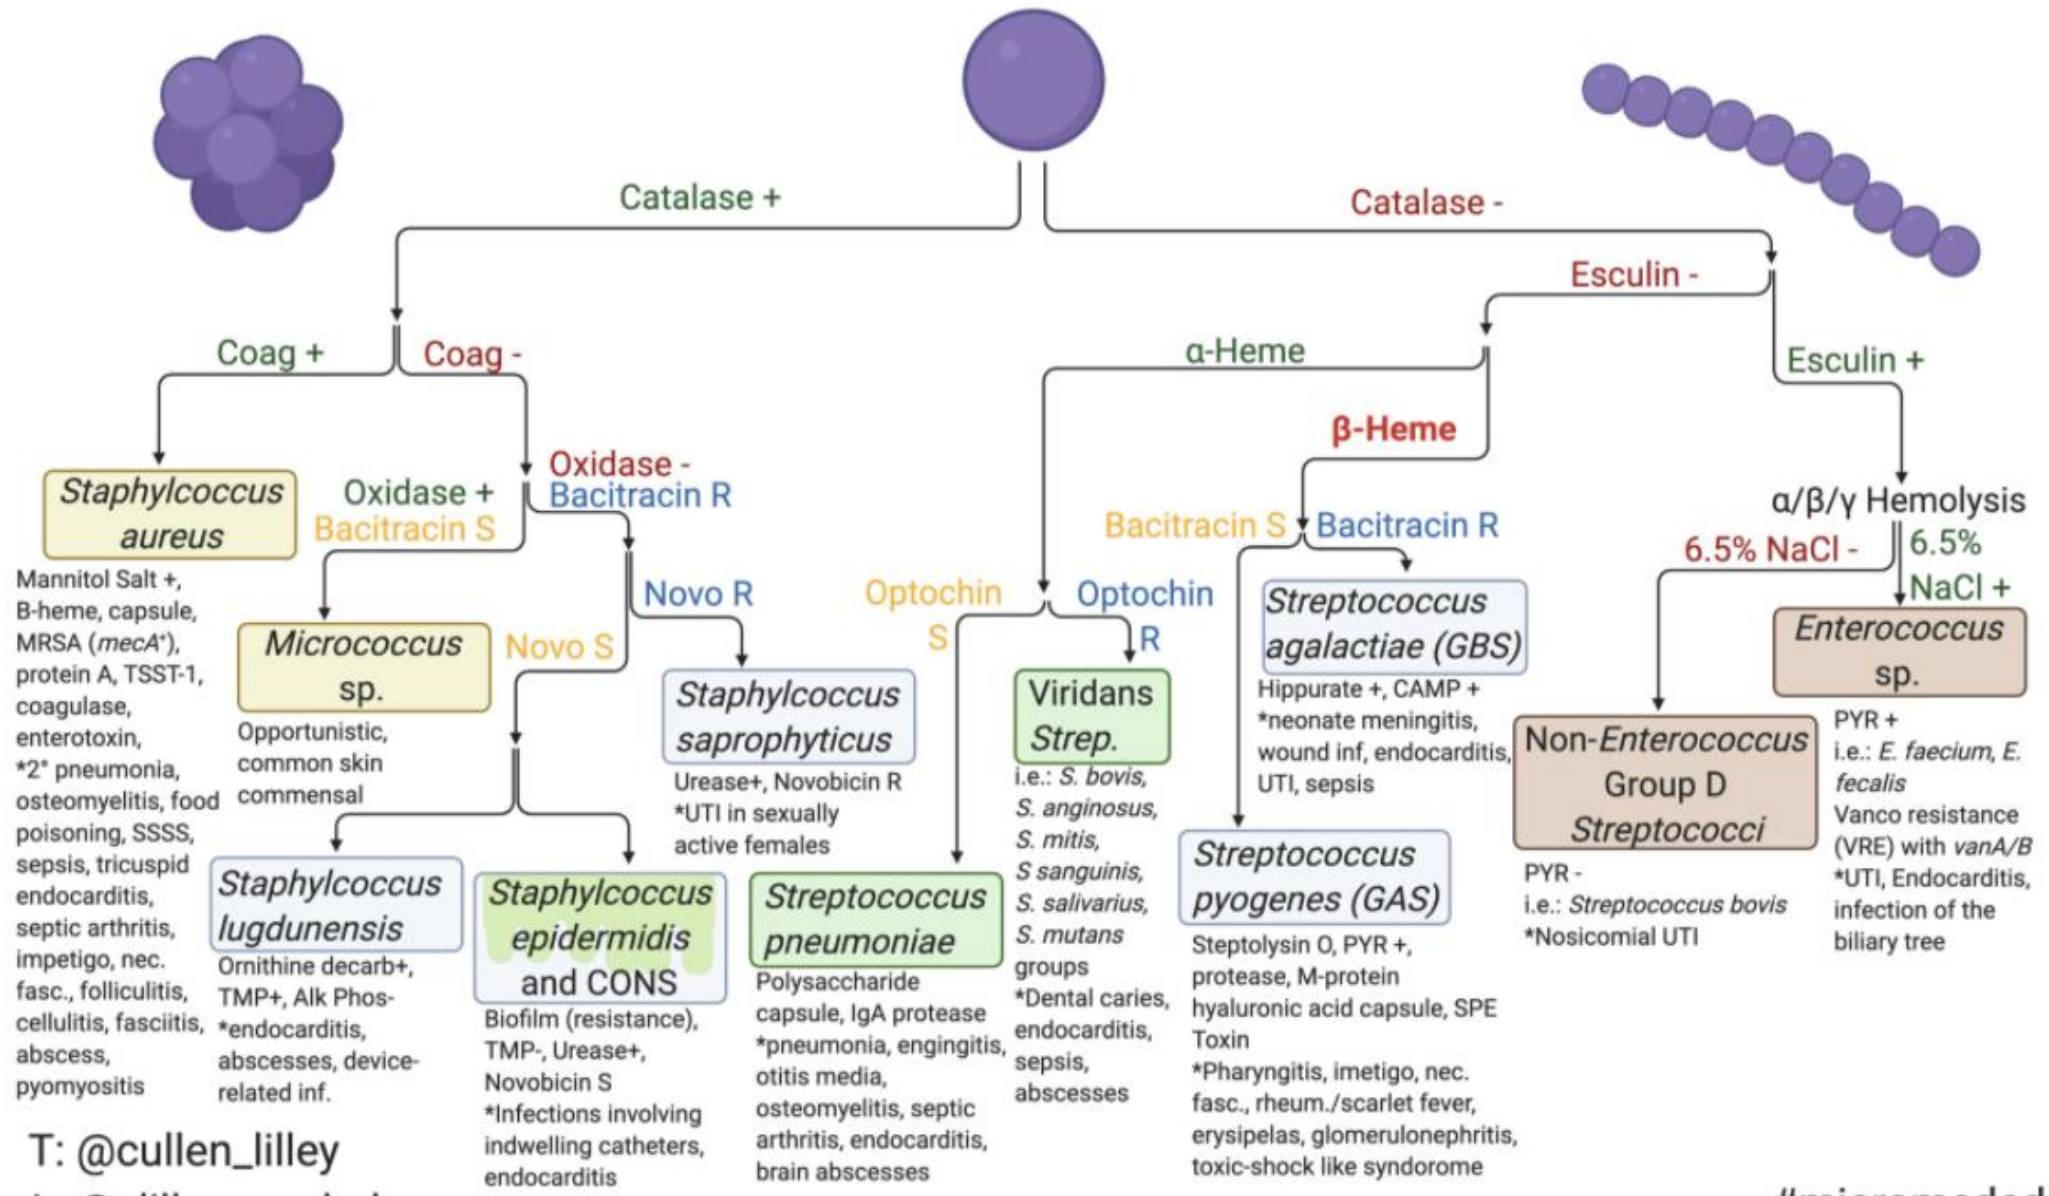 Catalase +
Catalase -
Esculin -
Coag +
Coag -
α-Heme
Esculin +
β-Heme
Oxidase -
Bacitracin R
Oxidase +
Bacitracin S
Staphylcoccus
aureus
Mannitol Salt +,
B-heme, capsule,
MRSA (mecA⁺),
protein A, TSST-1,
coagulase,
enterotoxin,
*2° pneumonia,
osteomyelitis, food
poisoning, SSSS,
sepsis, tricuspid
endocarditis,
septic arthritis,
impetigo, nec.
fasc., folliculitis,
cellulitis, fasciitis,
abscess,
pyomyositis
Micrococcus
sp.
Opportunistic,
common skin
commensal
Novo S
Novo R
Staphylcoccus
saprophyticus
Urease+, Novobicin R
*UTI in sexually
active females
Staphylcoccus
lugdunensis
Ornithine decarb+,
TMP+, Alk Phos-
*endocarditis,
abscesses, device-
related inf.
Staphylcoccus
epidermidis
and CONS
Biofilm (resistance),
TMP-, Urease+,
Novobicin S
*Infections involving
indwelling catheters,
endocarditis
Optochin
S
Optochin
R
Streptococcus
pneumoniae
Polysaccharide
capsule, IgA protease
*pneumonia, engingitis,
otitis media,
osteomyelitis, septic
arthritis, endocarditis,
brain abscesses
Viridans
Strep.
i.e.: S. bovis,
S. anginosus,
S. mitis,
S sanguinis,
S. salivarius,
S. mutans
groups
*Dental caries,
endocarditis,
sepsis,
abscesses
Bacitracin S
Bacitracin R
Streptococcus
agalactiae (GBS)
Hippurate +, CAMP +
*neonate meningitis,
wound inf, endocarditis,
UTI, sepsis
Streptococcus
pyogenes (GAS)
Steptolysin O, PYR +,
protease, M-protein
hyaluronic acid capsule, SPE
Toxin
*Pharyngitis, imetigo, nec.
fasc., rheum./scarlet fever,
erysipelas, glomerulonephritis,
toxic-shock like syndorome
α/β/γ Hemolysis
6.5% NaCl -
6.5%
NaCl +
Non-Enterococcus
Group D
Streptococci
PYR -
i.e.: Streptococcus bovis
*Nosicomial UTI
Enterococcus
sp.
PYR +
i.e.: E. faecium, E.
fecalis
Vanco resistance
(VRE) with vanA/B
*UTI, Endocarditis,
infection of the
biliary tree
T: @cullen_lilley